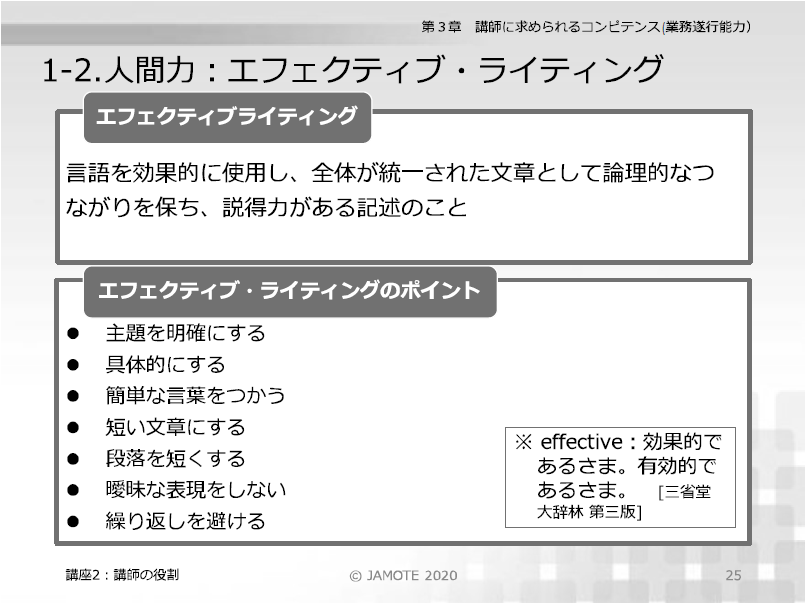 第３章　講師に求められるコンピテンス(業務遂行能力)
1-2.人間力：エフェクティブ・ライティング
エフェクティブライティング
言語を効果的に使用し、全体が統一された文章として論理的なつ
ながりを保ち、説得力がある記述のこと
エフェクティブ・ライティングのポイント
● 主題を明確にする
● 具体的にする
● 簡単な言葉をつかう
● 短い文章にする
● 段落を短くする
● 曖昧な表現をしない
● 繰り返しを避ける
※ effective：効果的で
あるさま。有効的で
あるさま。　[三省堂
大辞林 第三版]
講座2：講師の役割
© JAMOTE 2020
25